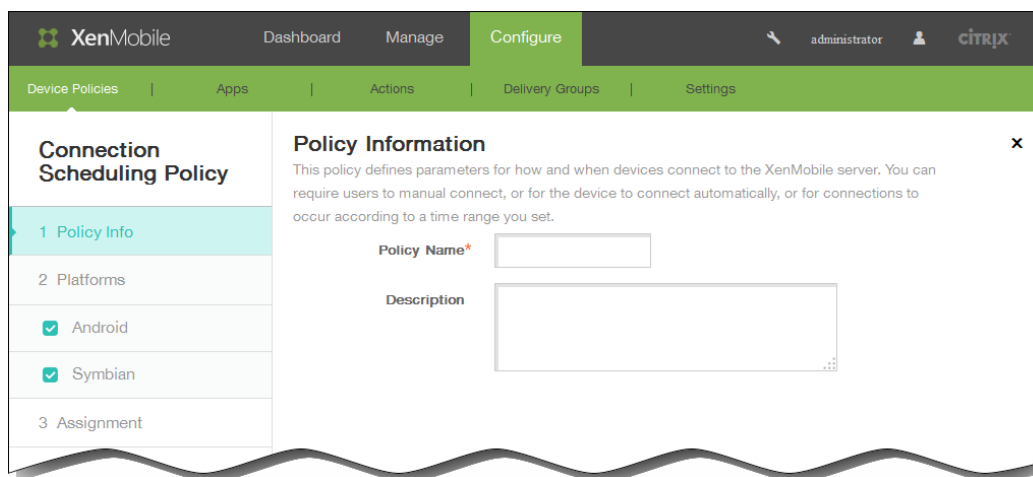 XenMobile Dashboard Manage Configure administrator CİTRIX
Device Policies | Apps | Actions | Delivery Groups | Settings
Connection
Scheduling Policy
1 Policy Info
2 Platforms
Android
Symbian
3 Assignment
Policy Information
x
This policy defines parameters for how and when devices connect to the XenMobile server. You can
require users to manual connect, or for the device to connect automatically, or for connections to
occur according to a time range you set.
Policy Name*
Description